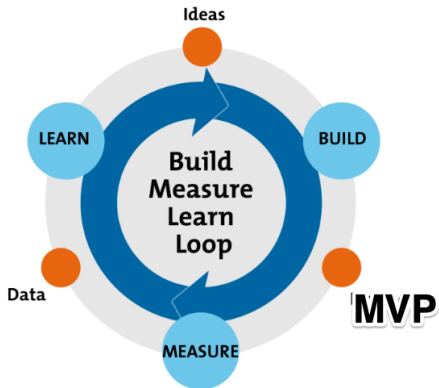 Ideas
LEARN
BUILD
Build
Measure
Learn
Loop
Data
MVP
MEASURE